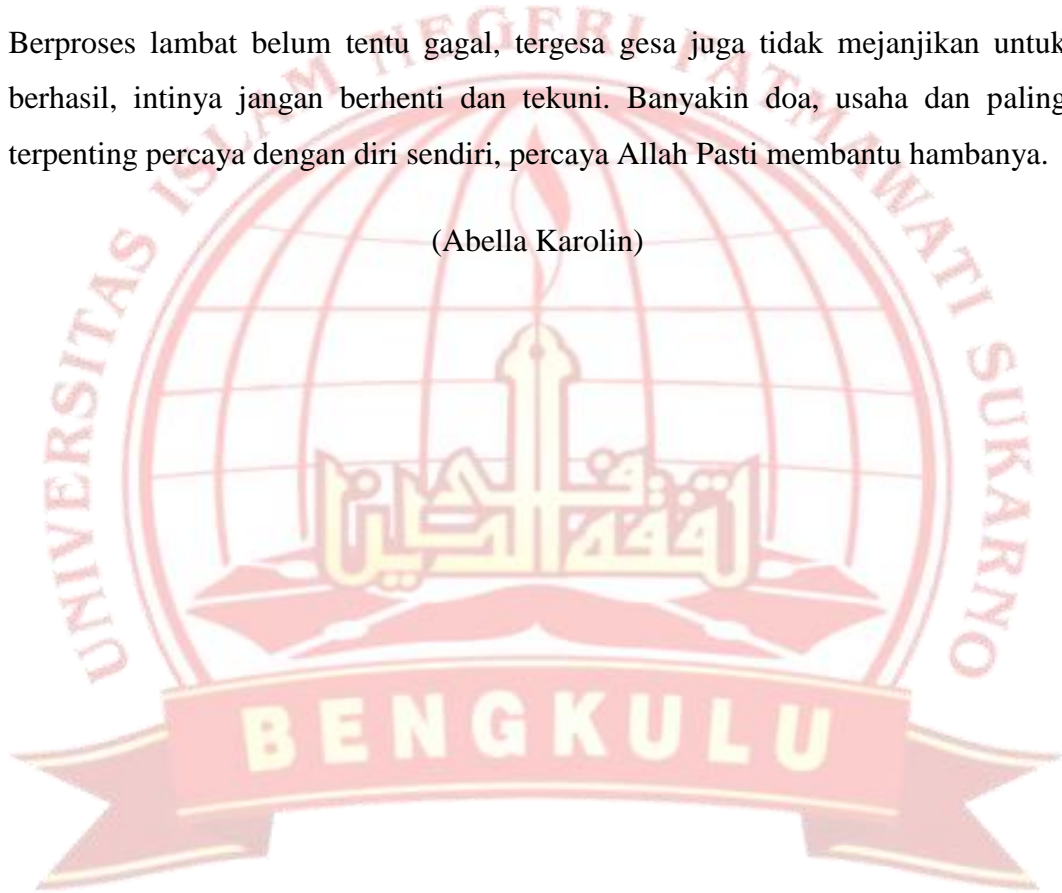 Berproses lambat belum tentu gagal, tergesa gesa juga tidak mejanjikan untuk
berhasil, intinya jangan berhenti dan tekuni. Banyakin doa, usaha dan paling
terpenting percaya dengan diri sendiri, percaya Allah Pasti membantu hambanya.
(Abella Karolin)
UNIVERSITAS ISLAM NEGERI FATMAWATI SUKARNO
BENGKULU